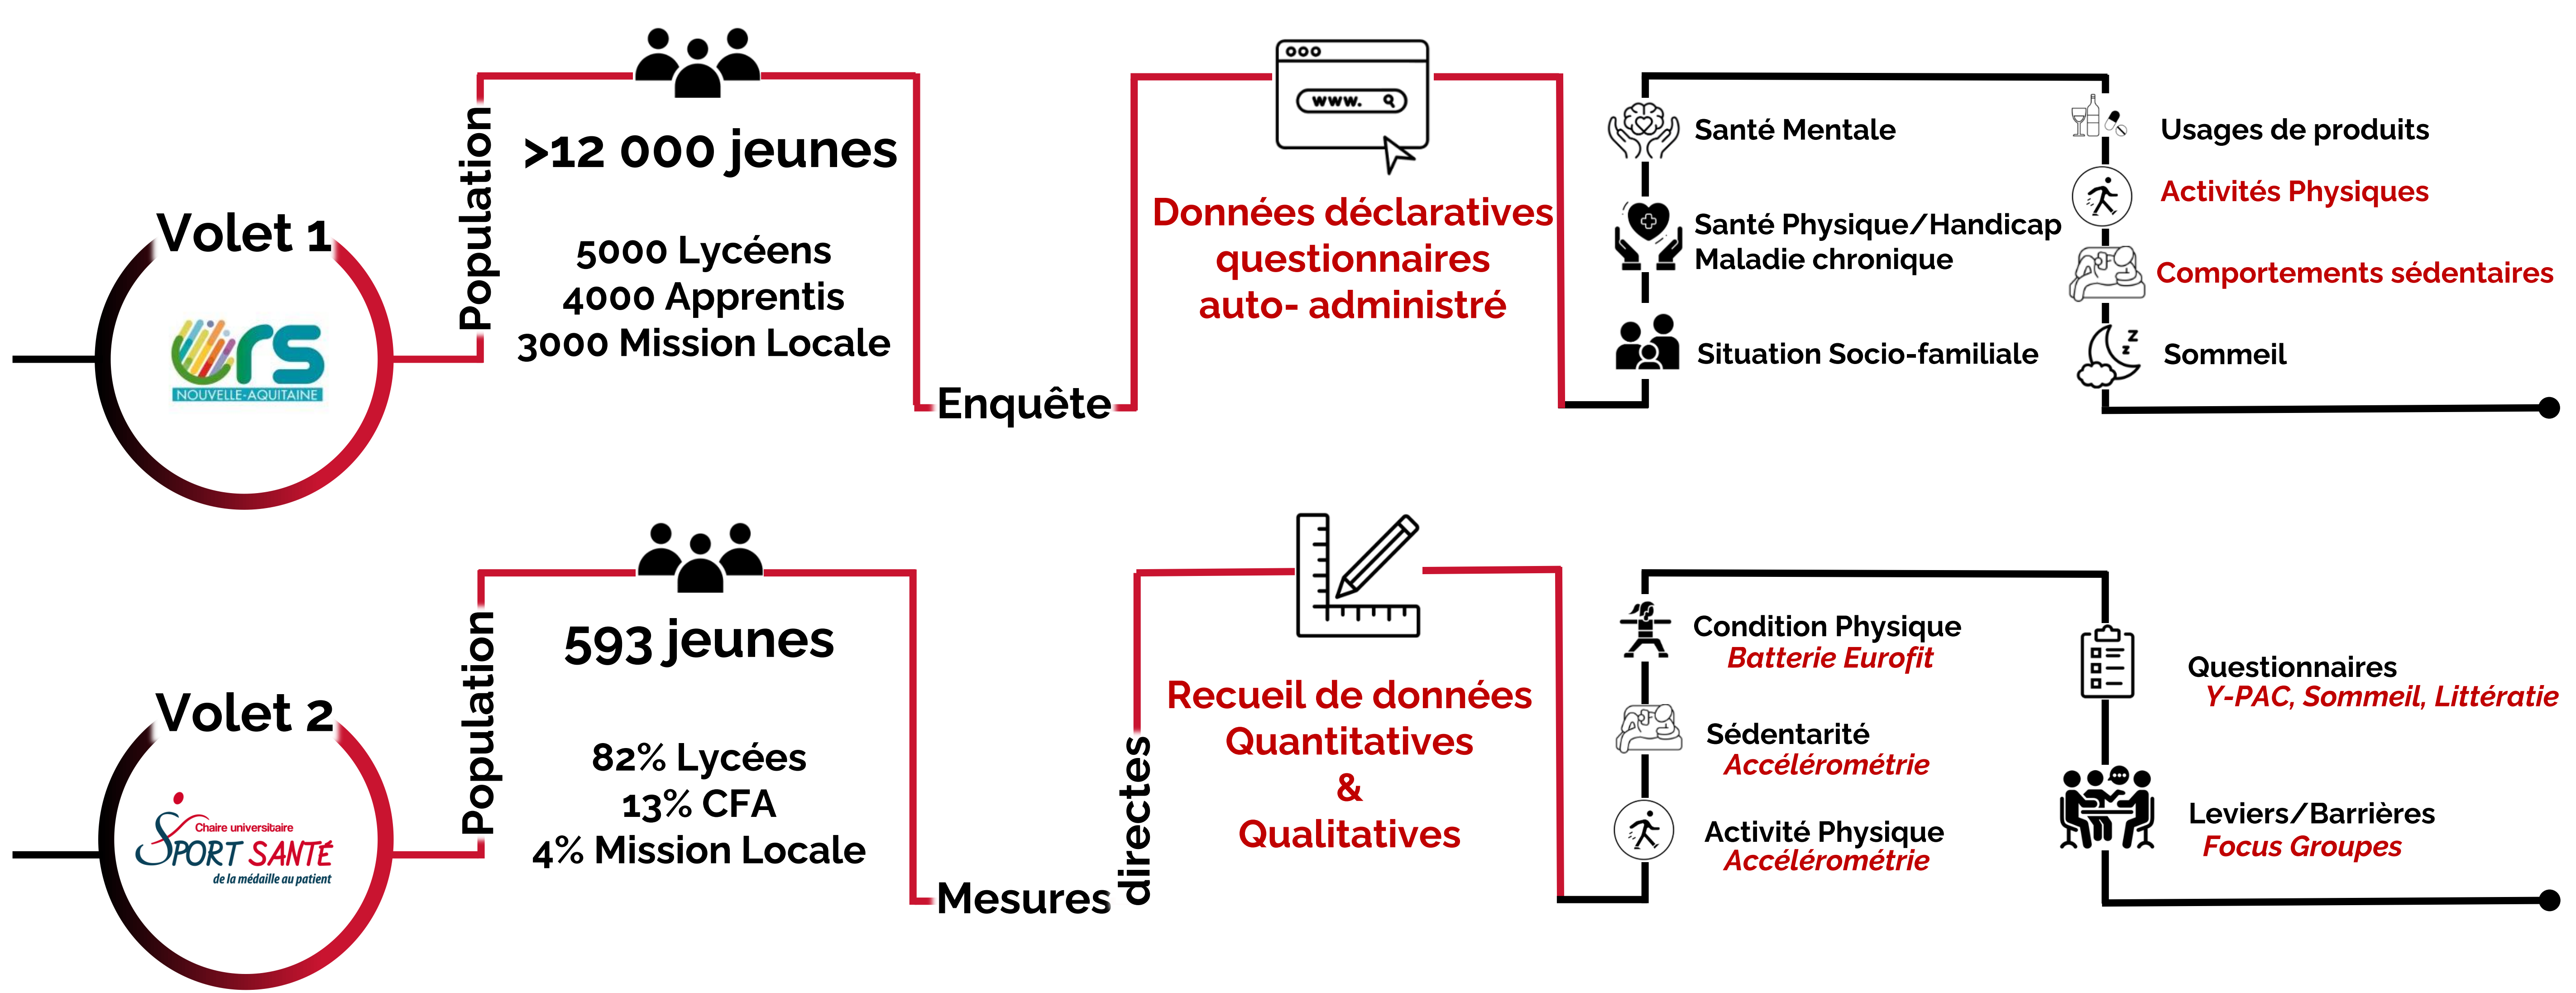 Volet 1
ors
NOUVELLE-AQUITAINE
Population
>12 000 jeunes
5000 Lycéens
4000 Apprentis
3000 Mission Locale
Enquête
www.
Données déclaratives
questionnaires
auto- administré
Santé Mentale
Santé Physique/Handicap
Maladie chronique
Situation Socio-familiale
Usages de produits
Activités Physiques
Comportements sédentaires
z
z
z
Sommeil
Volet 2
Chaire universitaire
SPORT SANTÉ
de la médaille au patient
Population
593 jeunes
82% Lycées
13% CFA
4% Mission Locale
Mesures
directes
Recueil de données
Quantitatives
&
Qualitatives
Condition Physique
Batterie Eurofit
Sédentarité
Accélérométrie
Activité Physique
Accélérométrie
Questionnaires
Y-PAC, Sommeil, Littératie
Leviers/Barrières
Focus Groupes